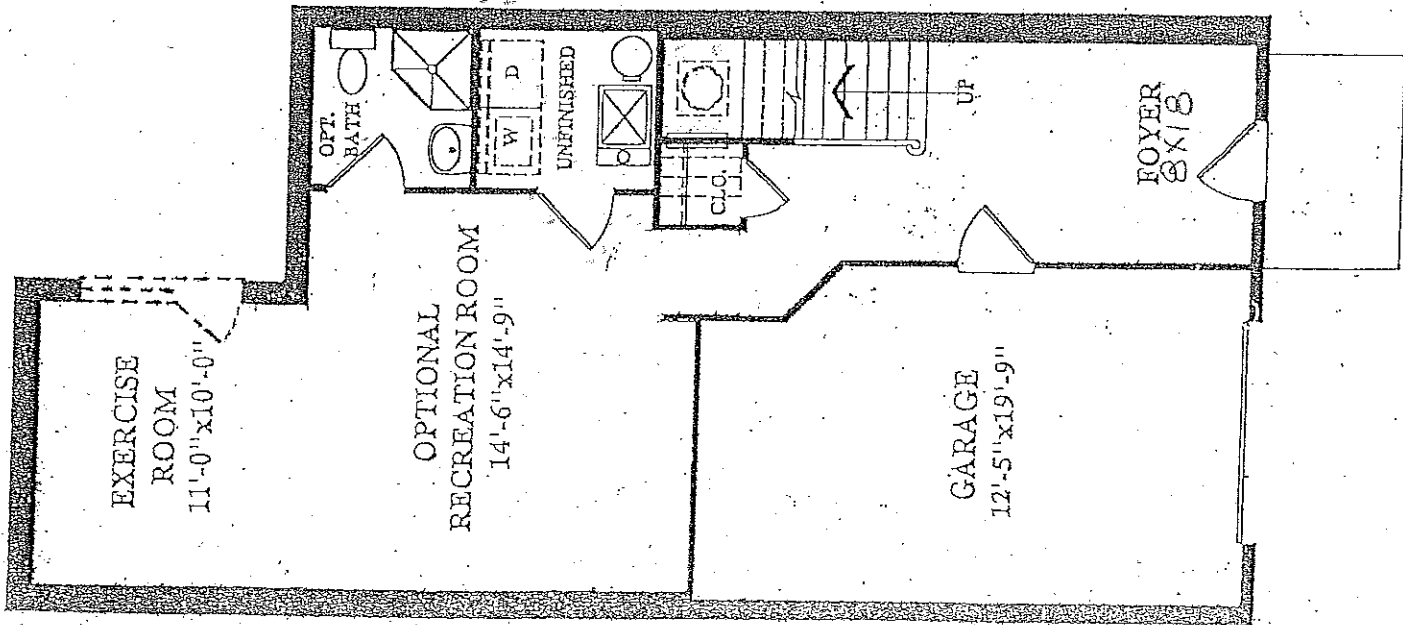 EXERCISE
ROOM
11'-0"x10'-0"
OPTIONAL
RECREATION ROOM
14'-6"x14'-9"
OPT.
BATH
W
D
UNFINISHED
CLO.
UP
FOYER
8X18
GARAGE
12'-5"x19'-9"